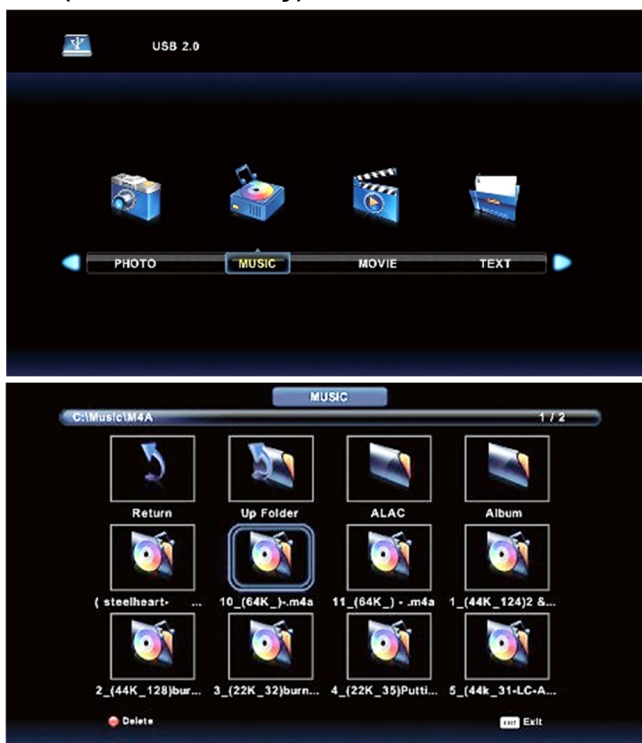 USB 2.0
PHOTO MUSIC MOVIE TEXT
MUSIC
C:\Music\M4A 1 / 2
Return Up Folder ALAC Album
( steelheart- ... 10_(64K_)-.m4a 11_(64K_) - .m4a 1_(44K_124)2 &...
2_(44K_128)bur... 3_(22K_32)burn... 4_(22K_35)Putti... 5_(44k_31-LC-A...
Delete EXIT Exit